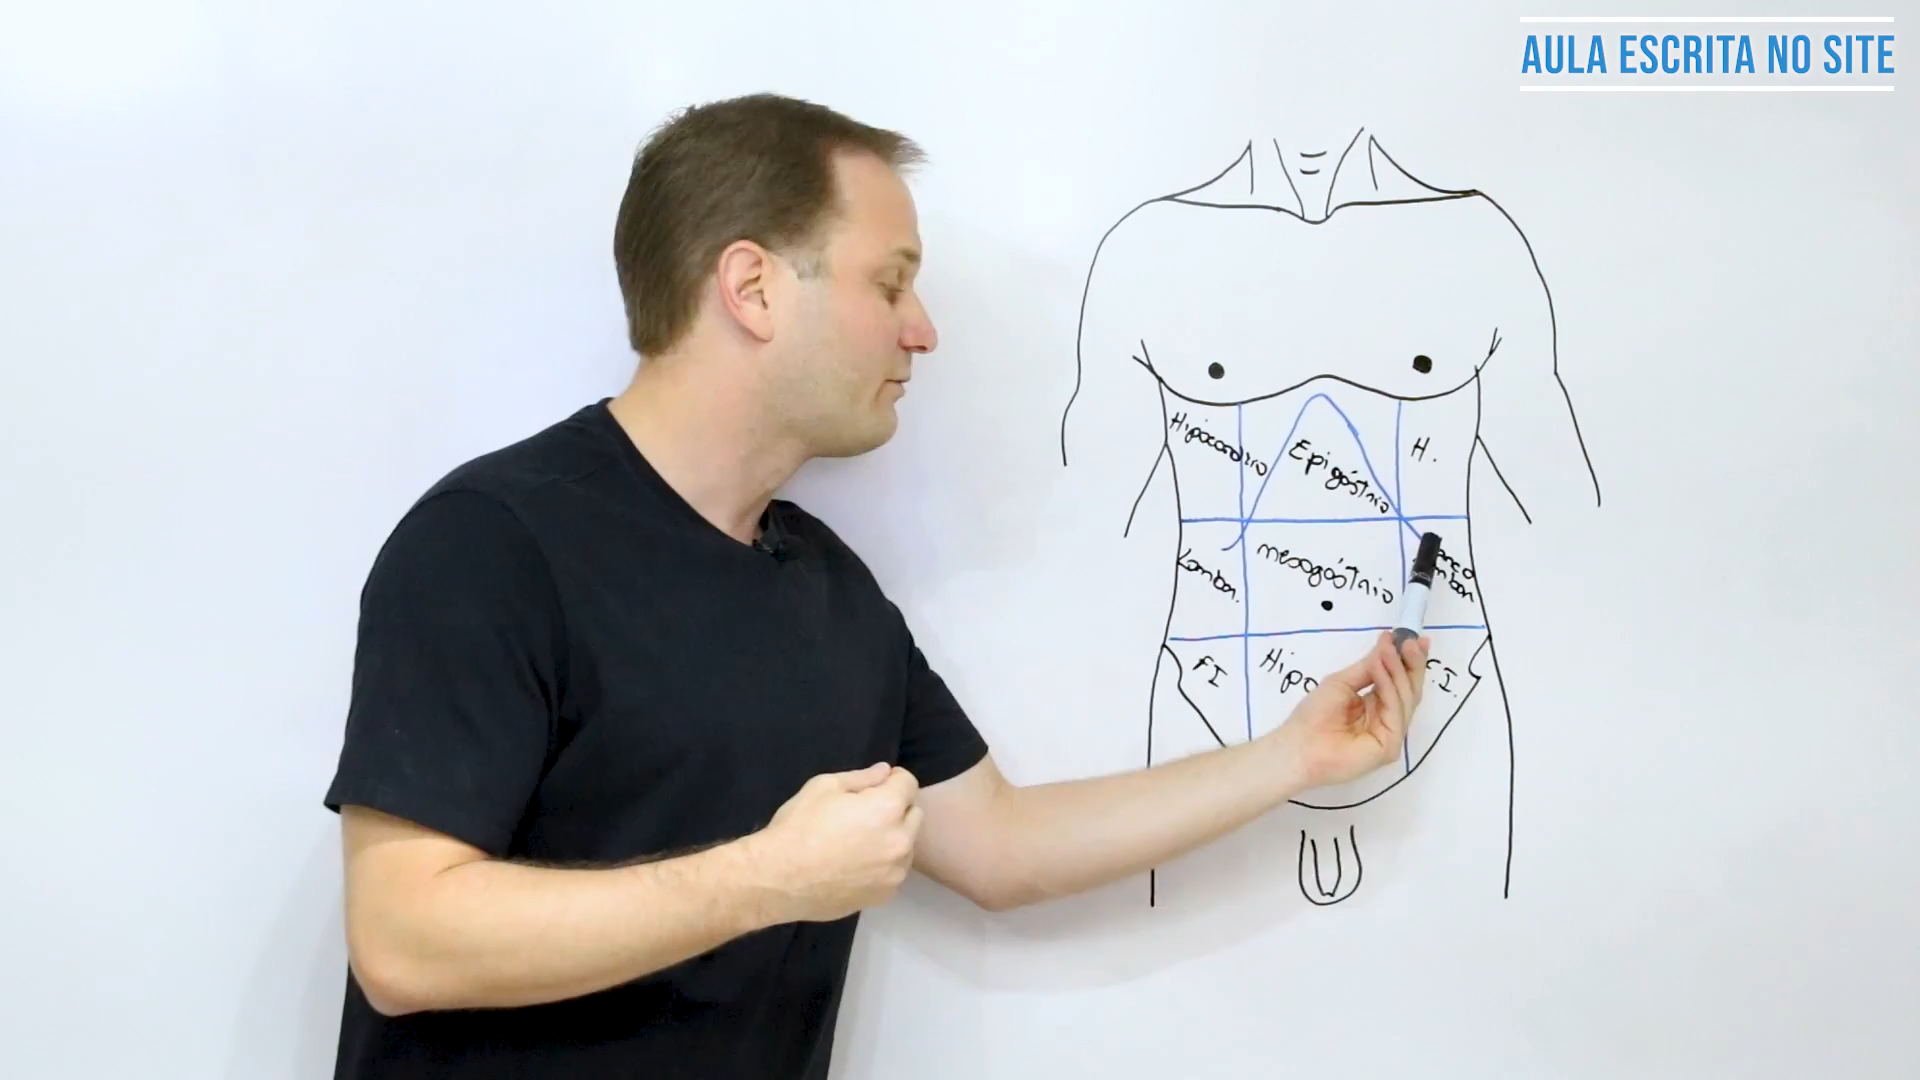 AULA ESCRITA NO SITE
Hipocondrio
Epigástrio
H.
Lombar.
mesogástrio
FI